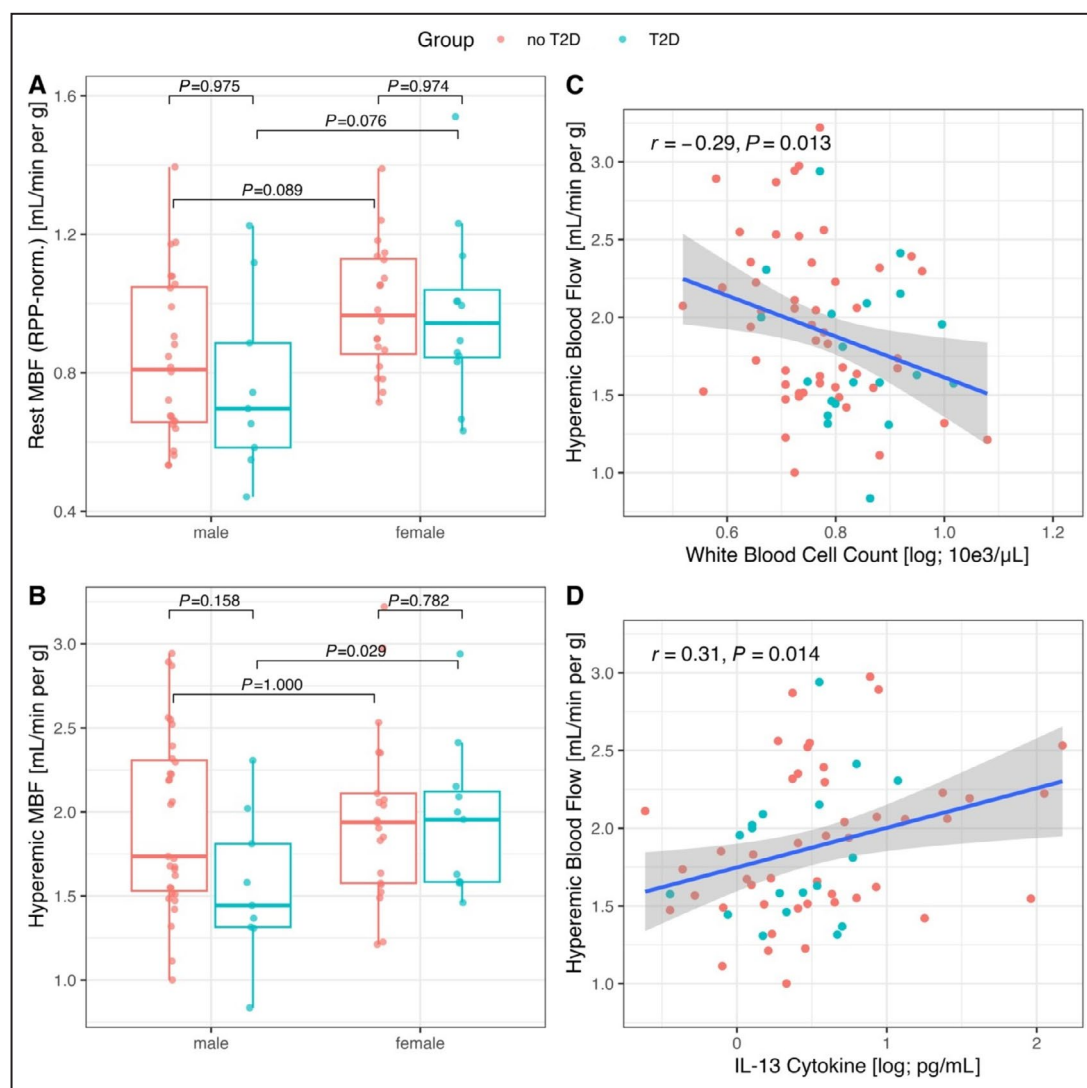 Group no T2D T2D
A
P=0.975
P=0.974
P=0.076
P=0.089
Rest MBF (RPP-norm.) [mL/min per g]
1.6
1.2
0.8
0.4
male female
B
P=0.158
P=0.782
P=0.029
P=1.000
Hyperemic MBF [mL/min per g]
3.0
2.5
2.0
1.5
1.0
male female
C
r = −0.29, P = 0.013
Hyperemic Blood Flow [mL/min per g]
3.0
2.5
2.0
1.5
1.0
0.6 0.8 1.0 1.2
White Blood Cell Count [log; 10e3/µL]
D
r = 0.31, P = 0.014
Hyperemic Blood Flow [mL/min per g]
3.0
2.5
2.0
1.5
1.0
0 1 2
IL-13 Cytokine [log; pg/mL]